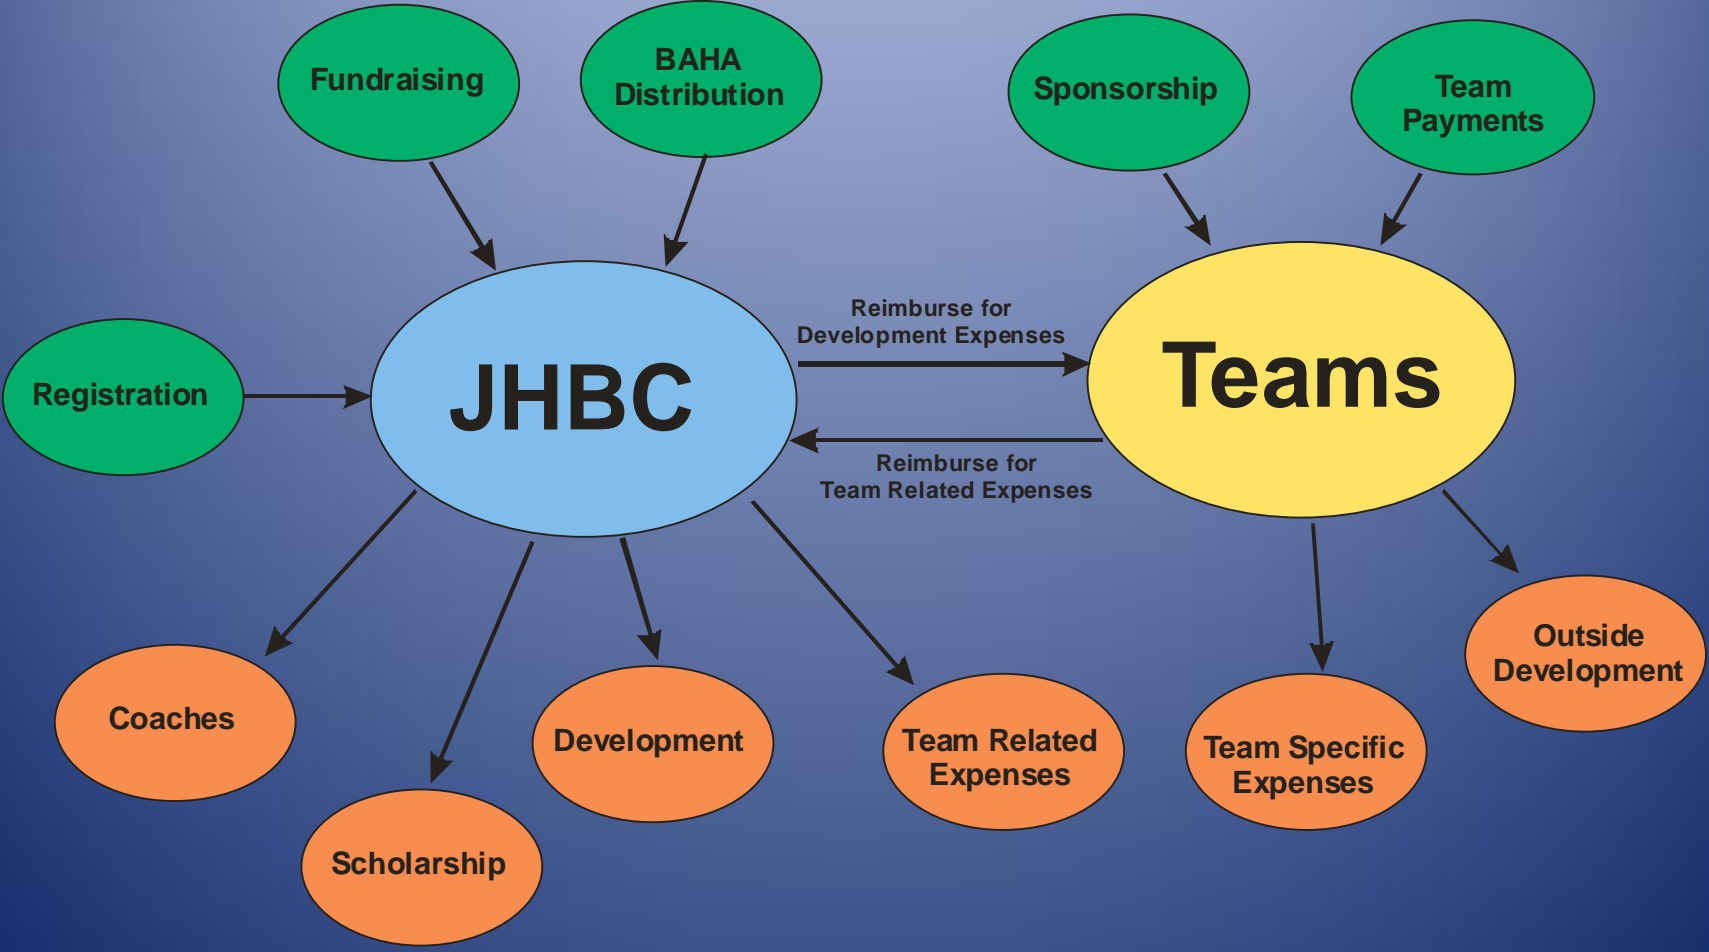 Fundraising
BAHA
Distribution
Sponsorship
Team
Payments
Registration
JHBC
Reimburse for
Development Expenses
Teams
Reimburse for
Team Related Expenses
Coaches
Scholarship
Development
Team Related
Expenses
Team Specific
Expenses
Outside
Development